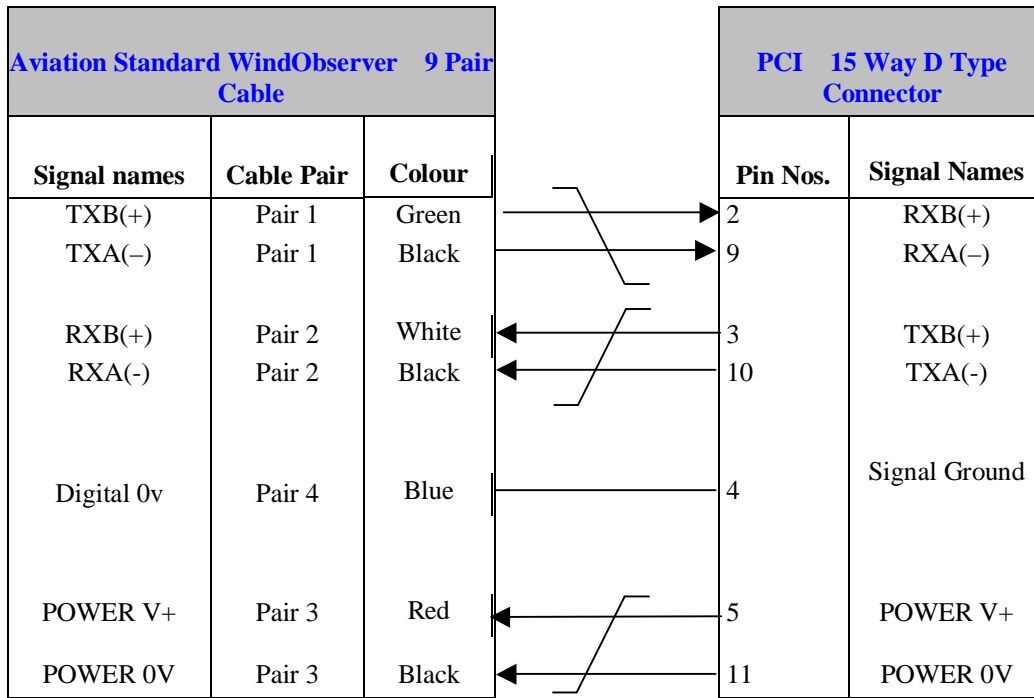 Aviation Standard WindObserver 9 Pair
Cable
PCI 15 Way D Type
Connector
Signal names Cable Pair Colour Pin Nos. Signal Names
TXB(+) Pair 1 Green 2 RXB(+)
TXA(–) Pair 1 Black 9 RXA(–)
RXB(+) Pair 2 White 3 TXB(+)
RXA(-) Pair 2 Black 10 TXA(-)
Digital 0v Pair 4 Blue 4 Signal Ground
POWER V+ Pair 3 Red 5 POWER V+
POWER 0V Pair 3 Black 11 POWER 0V